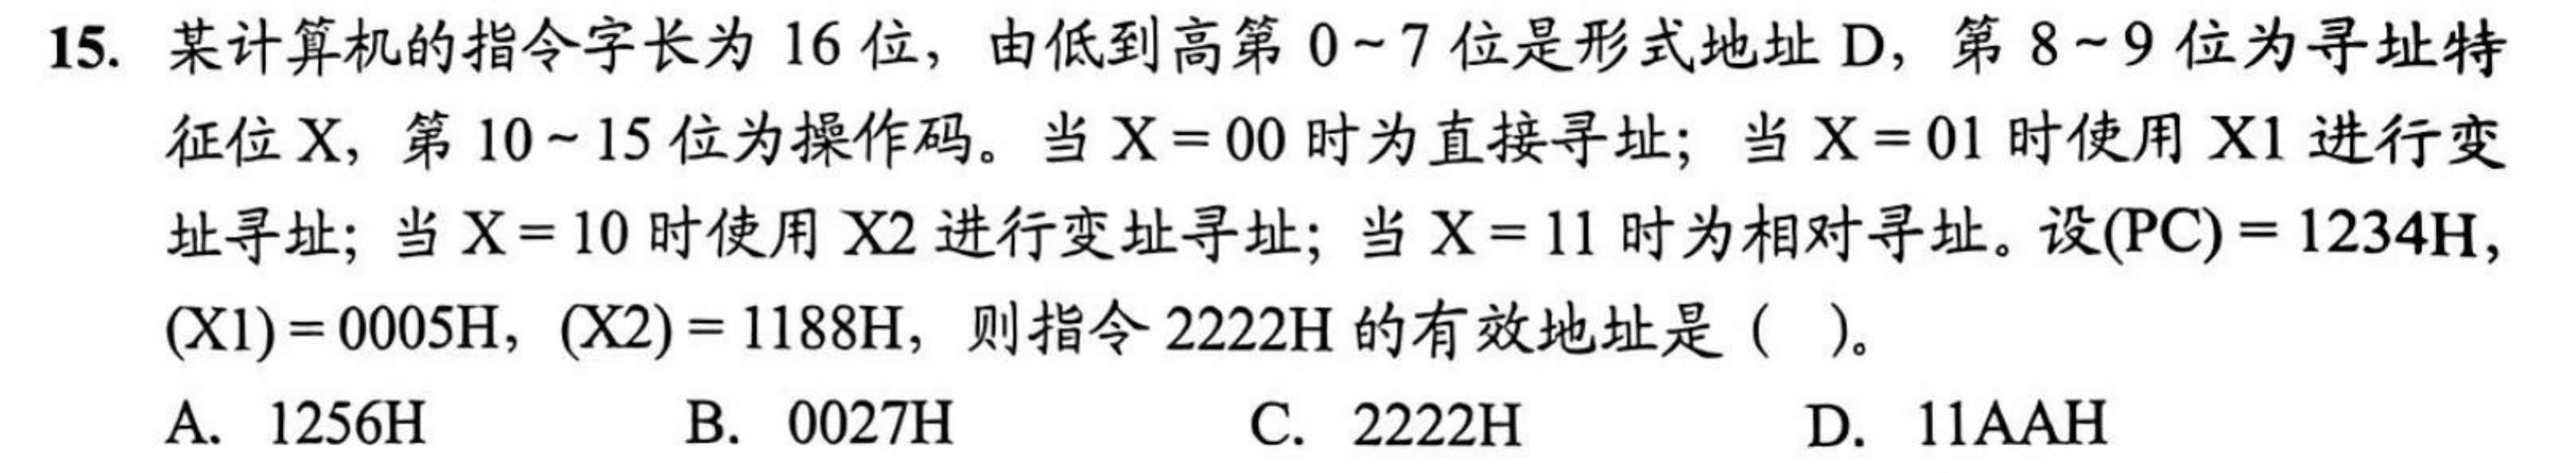 15. 某计算机的指令字长为 16 位，由低到高第 0 ~ 7 位是形式地址 D，第 8 ~ 9 位为寻址特
征位 X，第 10 ~ 15 位为操作码。当 X = 00 时为直接寻址；当 X = 01 时使用 X1 进行变
址寻址；当 X = 10 时使用 X2 进行变址寻址；当 X = 11 时为相对寻址。设(PC) = 1234H，
(X1) = 0005H，(X2) = 1188H，则指令 2222H 的有效地址是（ ）。
A. 1256H B. 0027H C. 2222H D. 11AAH